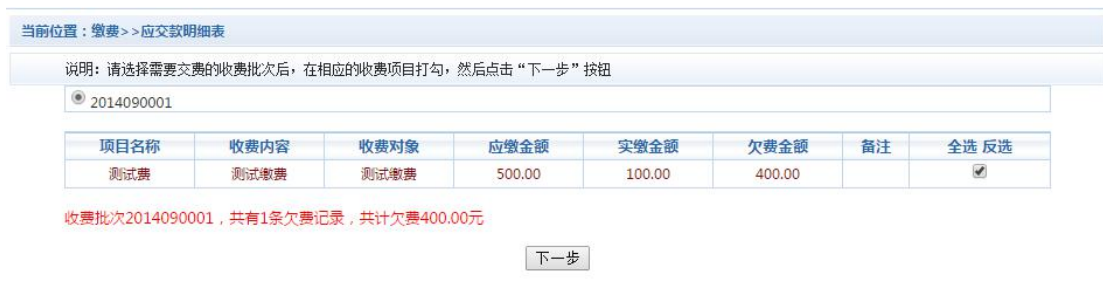 当前位置：缴费>>应交款明细表
说明：请选择需要交费的收费批次后，在相应的收费项目打勾，然后点击“下一步”按钮
2014090001
项目名称 收费内容 收费对象 应缴金额 实缴金额 欠费金额 备注 全选 反选
测试费 测试缴费 测试缴费 500.00 100.00 400.00
收费批次2014090001，共有1条欠费记录，共计欠费400.00元
下一步